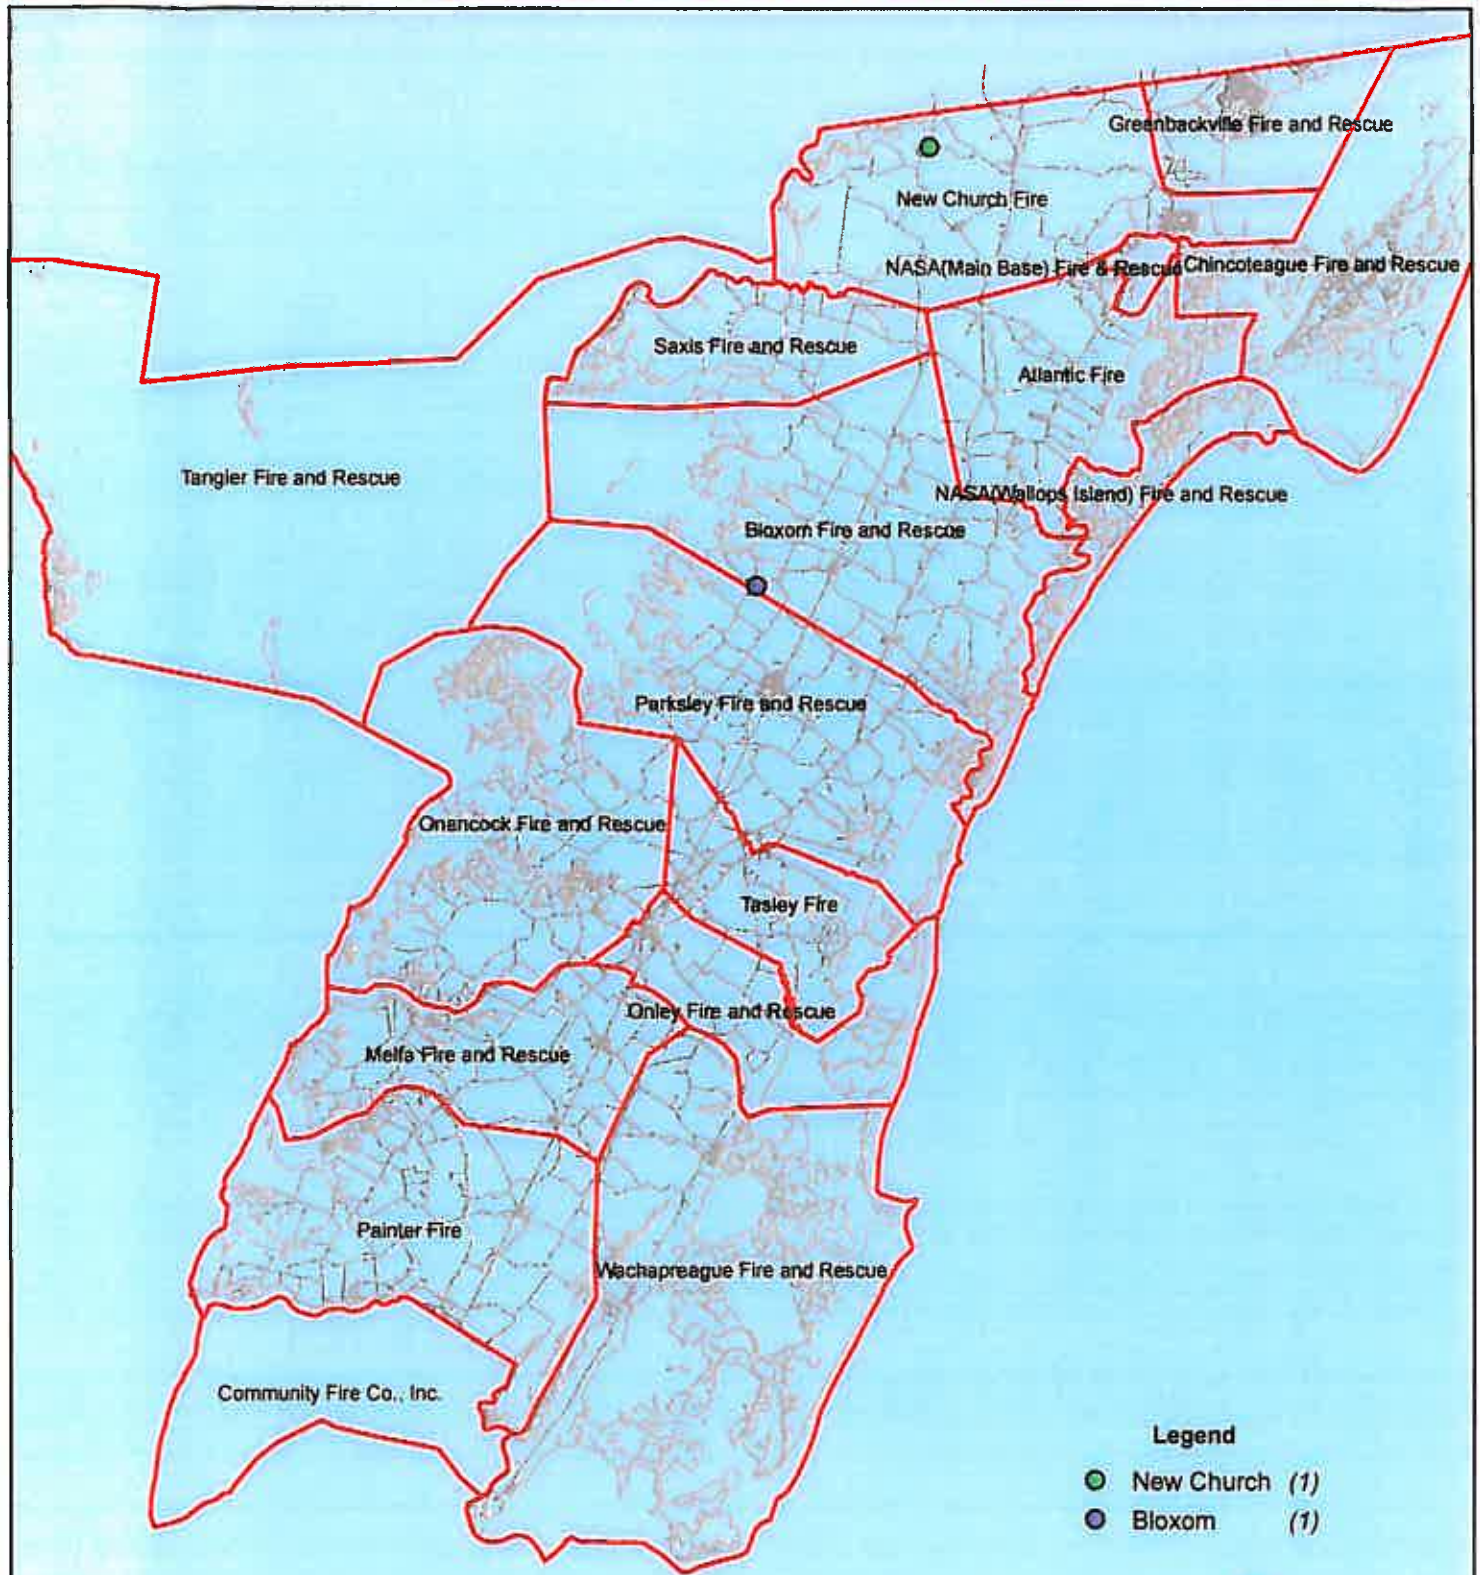 Greenbackville Fire and Rescue
New Church Fire
NASA(Main Base) Fire & Rescue
Chincoteague Fire and Rescue
Saxis Fire and Rescue
Atlantic Fire
Tangier Fire and Rescue
NASA(Wallops Island) Fire and Rescue
Bloxom Fire and Rescue
Parksley Fire and Rescue
Onancock Fire and Rescue
Tasley Fire
Onley Fire and Rescue
Melfa Fire and Rescue
Painter Fire
Wachapreague Fire and Rescue
Community Fire Co., Inc.
Legend
New Church (1)
Bloxom (1)